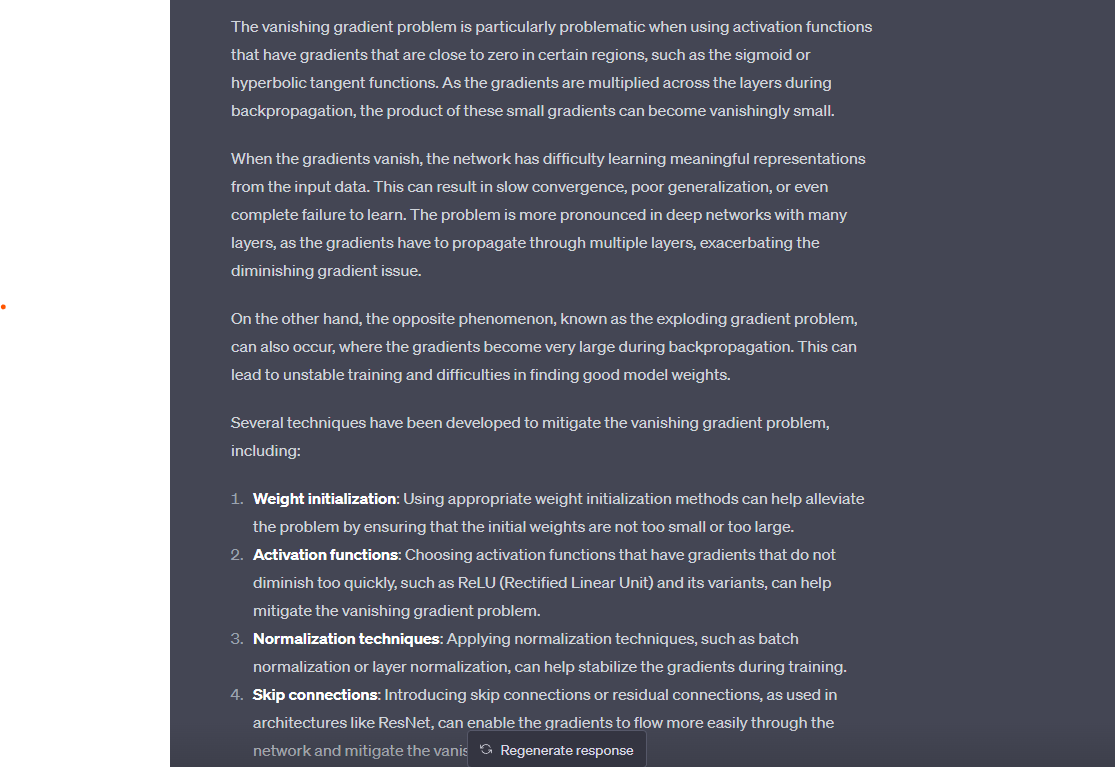 The vanishing gradient problem is particularly problematic when using activation functions
that have gradients that are close to zero in certain regions, such as the sigmoid or
hyperbolic tangent functions. As the gradients are multiplied across the layers during
backpropagation, the product of these small gradients can become vanishingly small.
When the gradients vanish, the network has difficulty learning meaningful representations
from the input data. This can result in slow convergence, poor generalization, or even
complete failure to learn. The problem is more pronounced in deep networks with many
layers, as the gradients have to propagate through multiple layers, exacerbating the
diminishing gradient issue.
On the other hand, the opposite phenomenon, known as the exploding gradient problem,
can also occur, where the gradients become very large during backpropagation. This can
lead to unstable training and difficulties in finding good model weights.
Several techniques have been developed to mitigate the vanishing gradient problem,
including:
1. Weight initialization: Using appropriate weight initialization methods can help alleviate
the problem by ensuring that the initial weights are not too small or too large.
2. Activation functions: Choosing activation functions that have gradients that do not
diminish too quickly, such as ReLU (Rectified Linear Unit) and its variants, can help
mitigate the vanishing gradient problem.
3. Normalization techniques: Applying normalization techniques, such as batch
normalization or layer normalization, can help stabilize the gradients during training.
4. Skip connections: Introducing skip connections or residual connections, as used in
architectures like ResNet, can enable the gradients to flow more easily through the
network and mitigate the vanis
Regenerate response